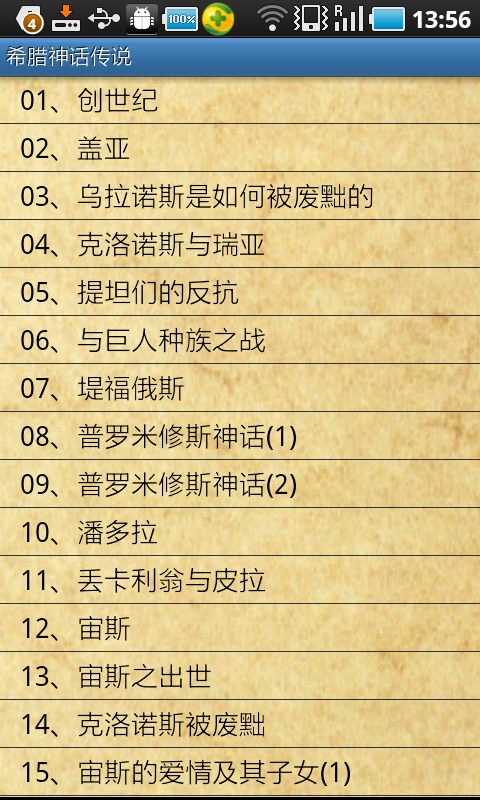 4
100%
R
13:56
希腊神话传说
01、创世纪
02、盖亚
03、乌拉诺斯是如何被废黜的
04、克洛诺斯与瑞亚
05、提坦们的反抗
06、与巨人种族之战
07、堤福俄斯
08、普罗米修斯神话(1)
09、普罗米修斯神话(2)
10、潘多拉
11、丢卡利翁与皮拉
12、宙斯
13、宙斯之出世
14、克洛诺斯被废黜
15、宙斯的爱情及其子女(1)